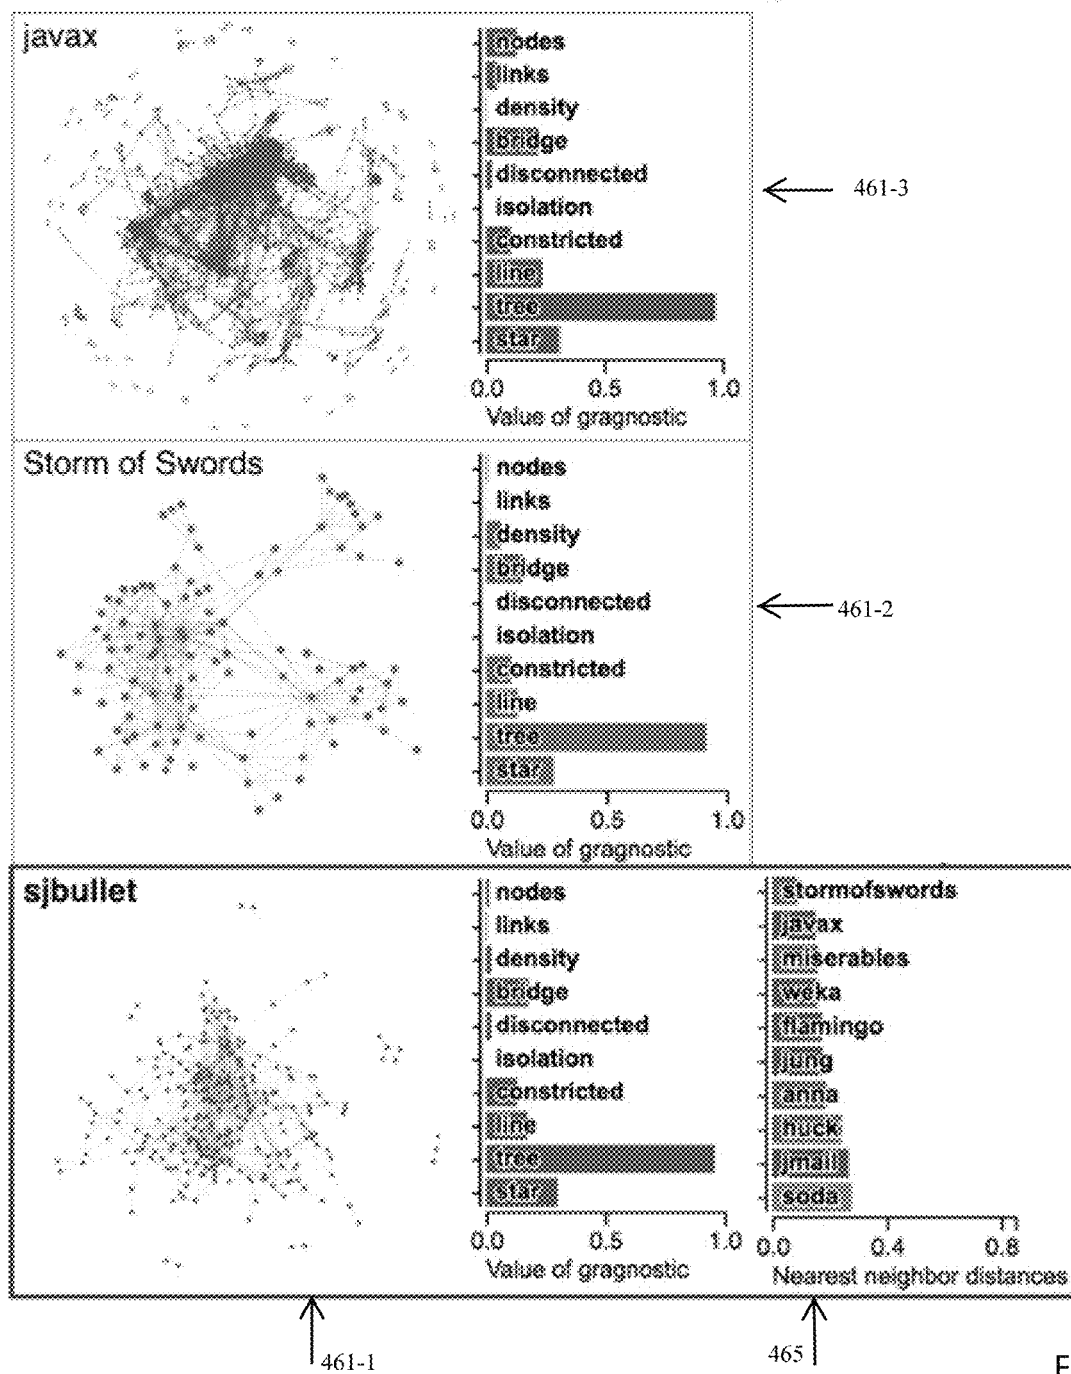 javax
nodes
links
density
bridge
disconnected
isolation
constricted
line
tree
star
0.0 0.5 1.0
Value of gragnostic
461-3
Storm of Swords
nodes
links
density
bridge
disconnected
isolation
constricted
line
tree
star
0.0 0.5 1.0
Value of gragnostic
461-2
sjbullet
nodes
links
density
bridge
disconnected
isolation
constricted
line
tree
star
0.0 0.5 1.0
Value of gragnostic
stormofswords
javax
miserables
weka
flamingo
jung
anna
huck
jmail
soda
0.0 0.4 0.8
Nearest neighbor distances
461-1
465
F